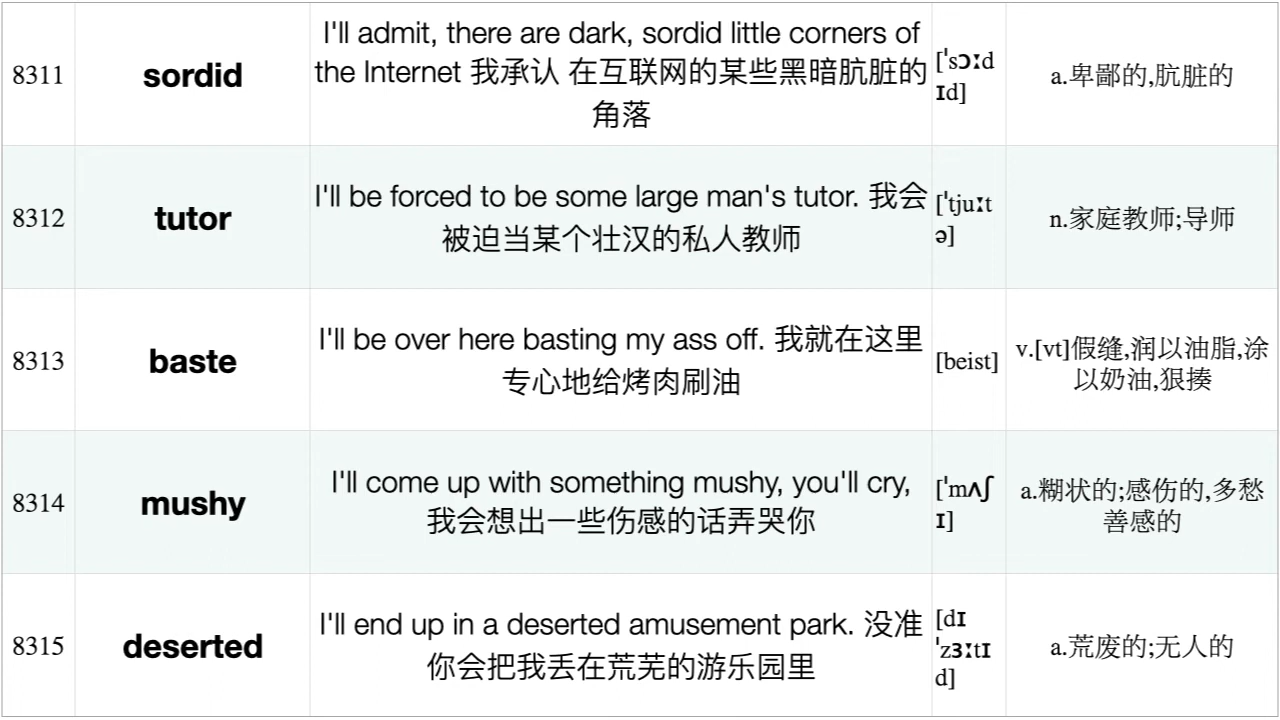 8311
sordid
I'll admit, there are dark, sordid little corners of
the Internet 我承认 在互联网的某些黑暗肮脏的
角落
[ˈsɔːd
ɪd]
a.卑鄙的,肮脏的
8312
tutor
I'll be forced to be some large man's tutor. 我会
被迫当某个壮汉的私人教师
[ˈtjuːt
ə]
n.家庭教师;导师
8313
baste
I'll be over here basting my ass off. 我就在这里
专心地给烤肉刷油
[beist]
v.[vt]假缝,润以油脂,涂
以奶油,狠揍
8314
mushy
I'll come up with something mushy, you'll cry,
我会想出一些伤感的话弄哭你
[ˈmʌʃ
ɪ]
a.糊状的;感伤的,多愁
善感的
8315
deserted
I'll end up in a deserted amusement park. 没准
你会把我丢在荒芜的游乐园里
[dɪ
ˈzɜːtɪ
d]
a.荒废的;无人的